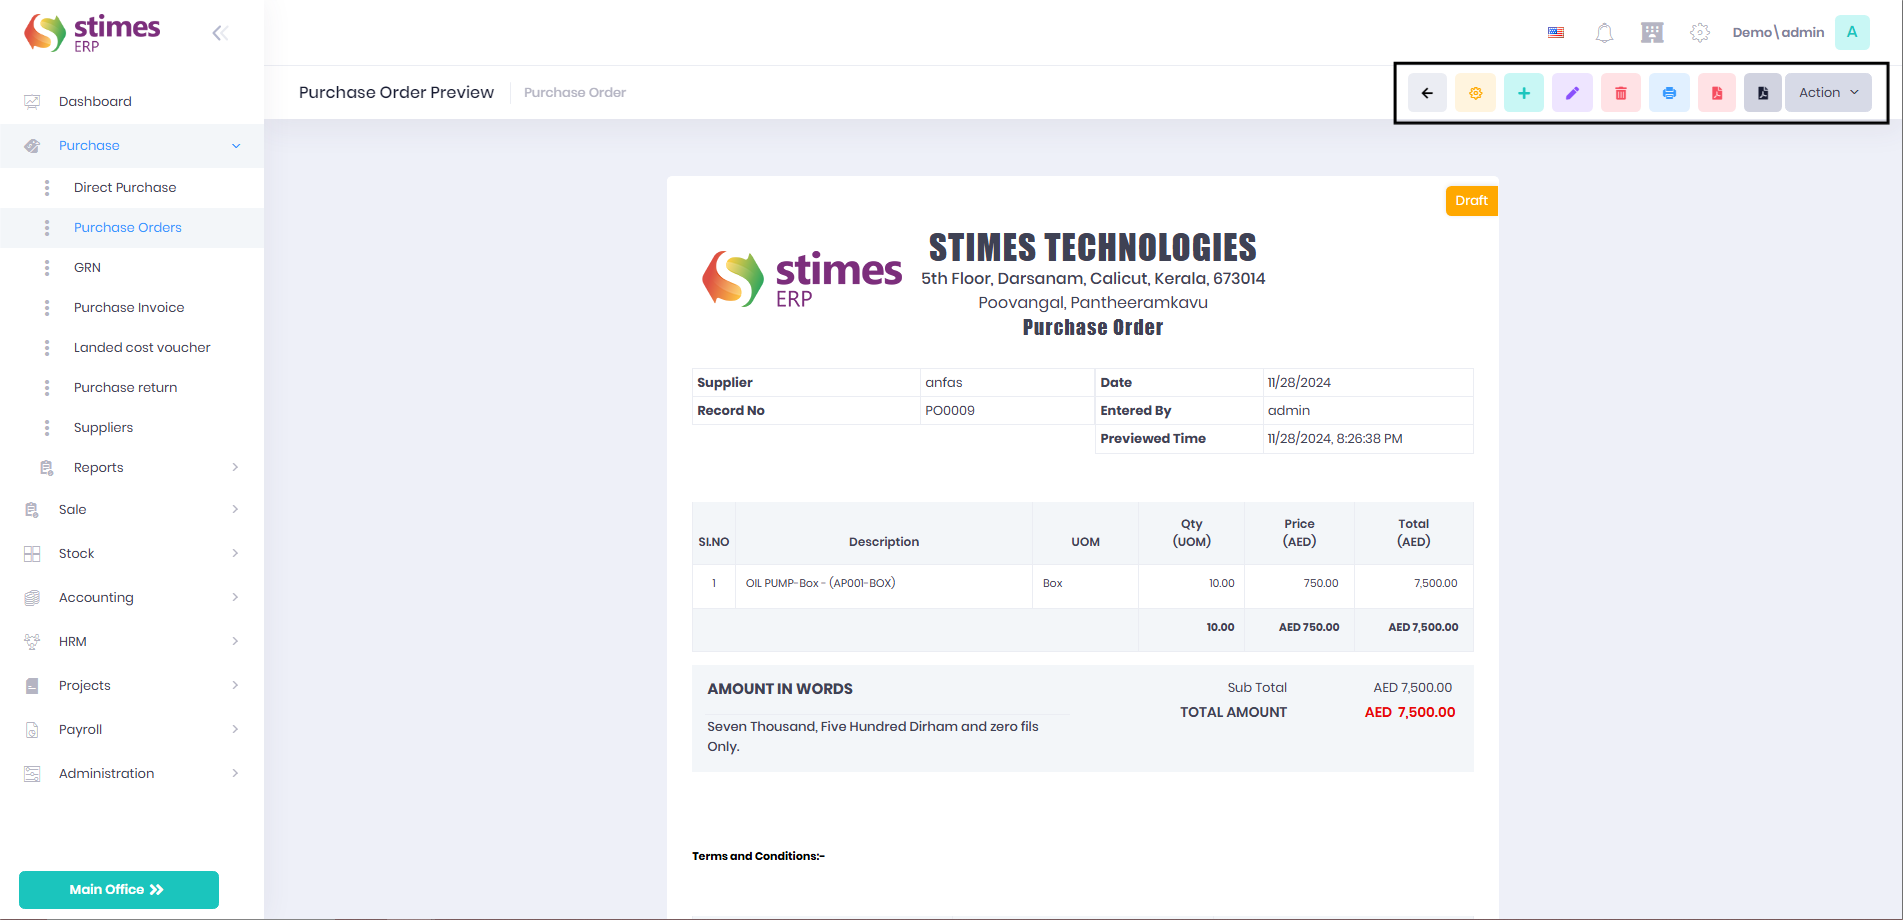 stimes
ERP
Demo\admin
A
Purchase Order Preview
Purchase Order
Action
Dashboard
Purchase
Direct Purchase
Purchase Orders
GRN
Purchase Invoice
Landed cost voucher
Purchase return
Suppliers
Reports
Sale
Stock
Accounting
HRM
Projects
Payroll
Administration
Main Office
Draft
stimes
ERP
STIMES TECHNOLOGIES
5th Floor, Darsanam, Calicut, Kerala, 673014
Poovangal, Pantheeramkavu
Purchase Order
Supplier anfas Date 11/28/2024
Record No PO0009 Entered By admin
Previewed Time 11/28/2024, 8:26:38 PM
SI.NO Description UOM Qty (UOM) Price (AED) Total (AED)
1 OIL PUMP-Box - (AP001-BOX) Box 10.00 750.00 7,500.00
10.00 AED 750.00 AED 7,500.00
AMOUNT IN WORDS
Seven Thousand, Five Hundred Dirham and zero fils
Only.
Sub Total AED 7,500.00
TOTAL AMOUNT AED 7,500.00
Terms and Conditions:-